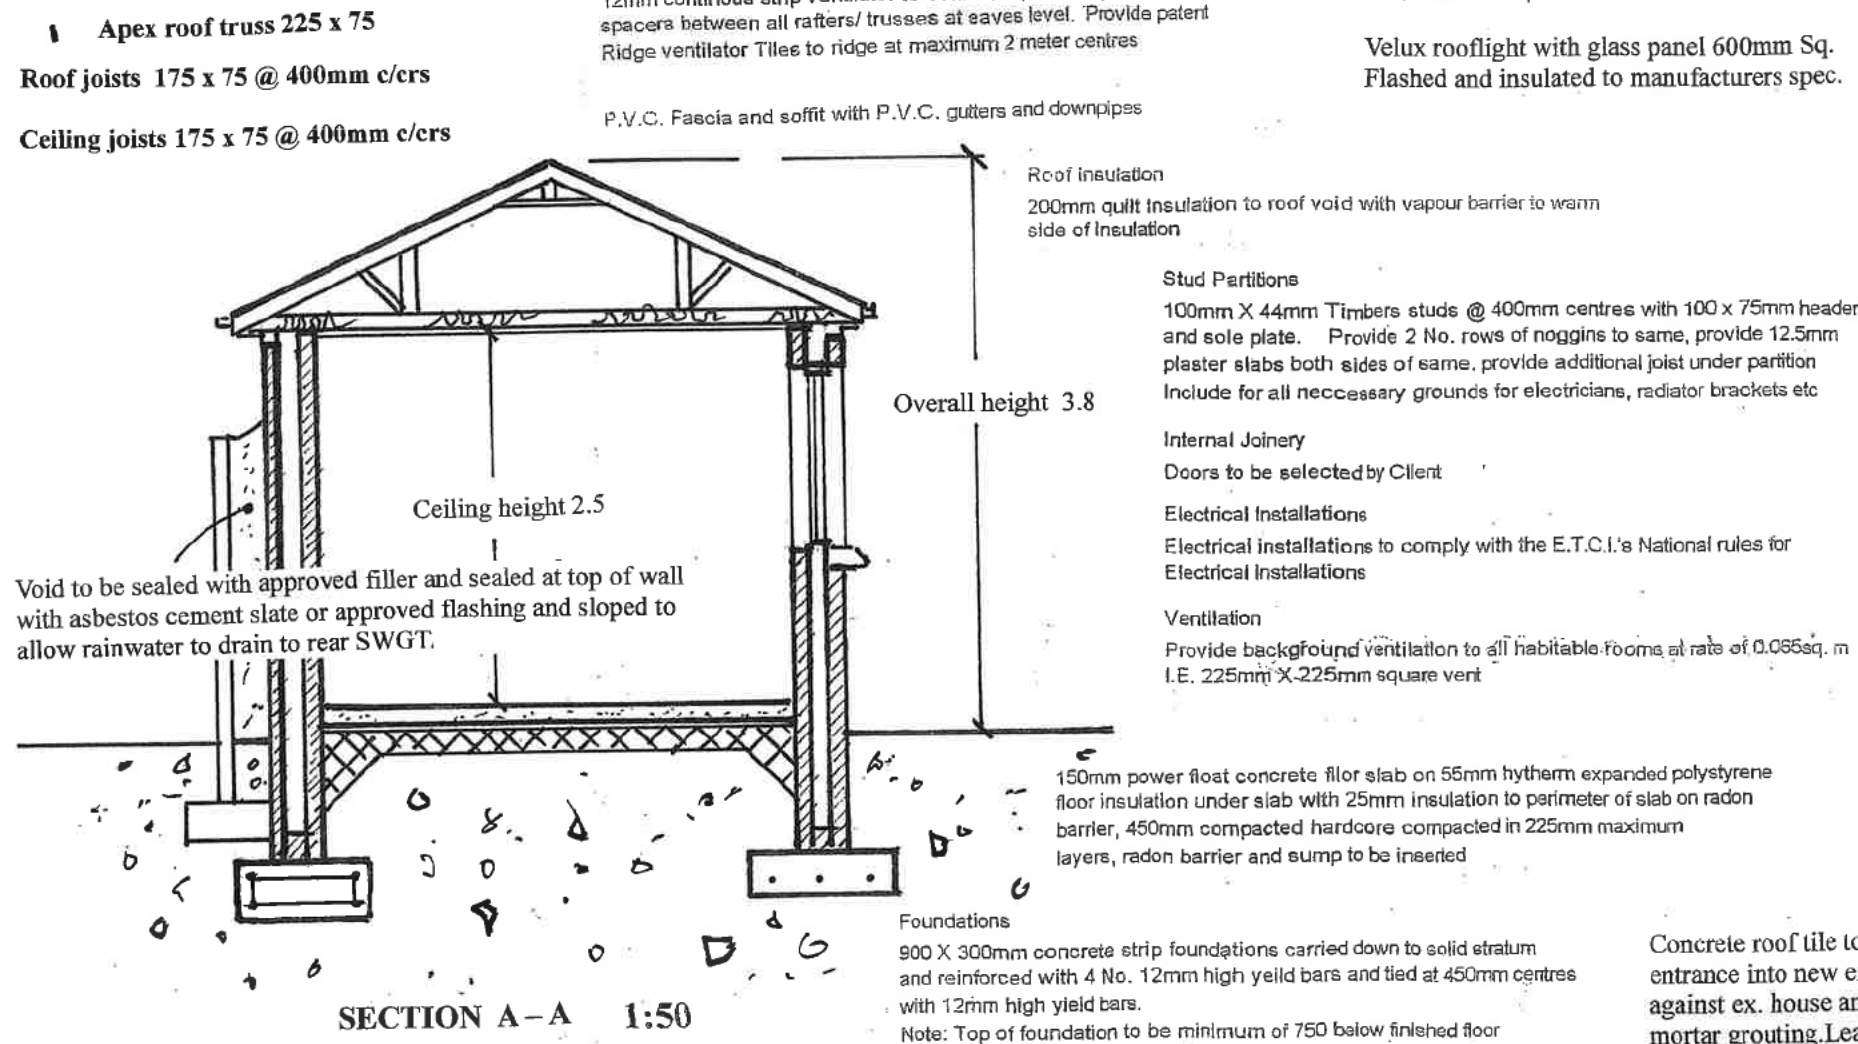 Apex roof truss 225 x 75
Roof joists 175 x 75 @ 400mm c/crs
Ceiling joists 175 x 75 @ 400mm c/crs
spacers between all rafters/ trusses at eaves level. Provide patent
Ridge ventilator Tiles to ridge at maximum 2 meter centres
P.V.C. Fascia and soffit with P.V.C. gutters and downpipes
Velux rooflight with glass panel 600mm Sq.
Flashed and insulated to manufacturers spec.
Roof insulation
200mm quilt insulation to roof void with vapour barrier to warm
side of Insulation
Stud Partitions
100mm X 44mm Timbers studs @ 400mm centres with 100 x 75mm header
and sole plate. Provide 2 No. rows of noggins to same, provide 12.5mm
plaster slabs both sides of same, provide additional joist under partition
Include for all neccessary grounds for electricians, radiator brackets etc
Overall height 3.8
Internal Joinery
Doors to be selected by Client
Ceiling height 2.5
Electrical Installations
Electrical installations to comply with the E.T.C.I.'s National rules for
Electrical Installations
Void to be sealed with approved filler and sealed at top of wall
with asbestos cement slate or approved flashing and sloped to
allow rainwater to drain to rear SWGT.
Ventilation
Provide background ventilation to all habitable rooms at rate of 0.065sq. m
I.E. 225mm X 225mm square vent
150mm power float concrete flor slab on 55mm hytherm expanded polystyrene
floor insulation under slab with 25mm insulation to perimeter of slab on radon
barrier, 450mm compacted hardcore compacted in 225mm maximum
layers, radon barrier and sump to be inserted
Foundations
900 X 300mm concrete strip foundations carried down to solid stratum
and reinforced with 4 No. 12mm high yeild bars and tied at 450mm centres
with 12mm high yield bars.
Note: Top of foundation to be minimum of 750 below finished floor
Concrete roof tile to
entrance into new
against ex. house
mortar grouting.
SECTION A – A 1:50